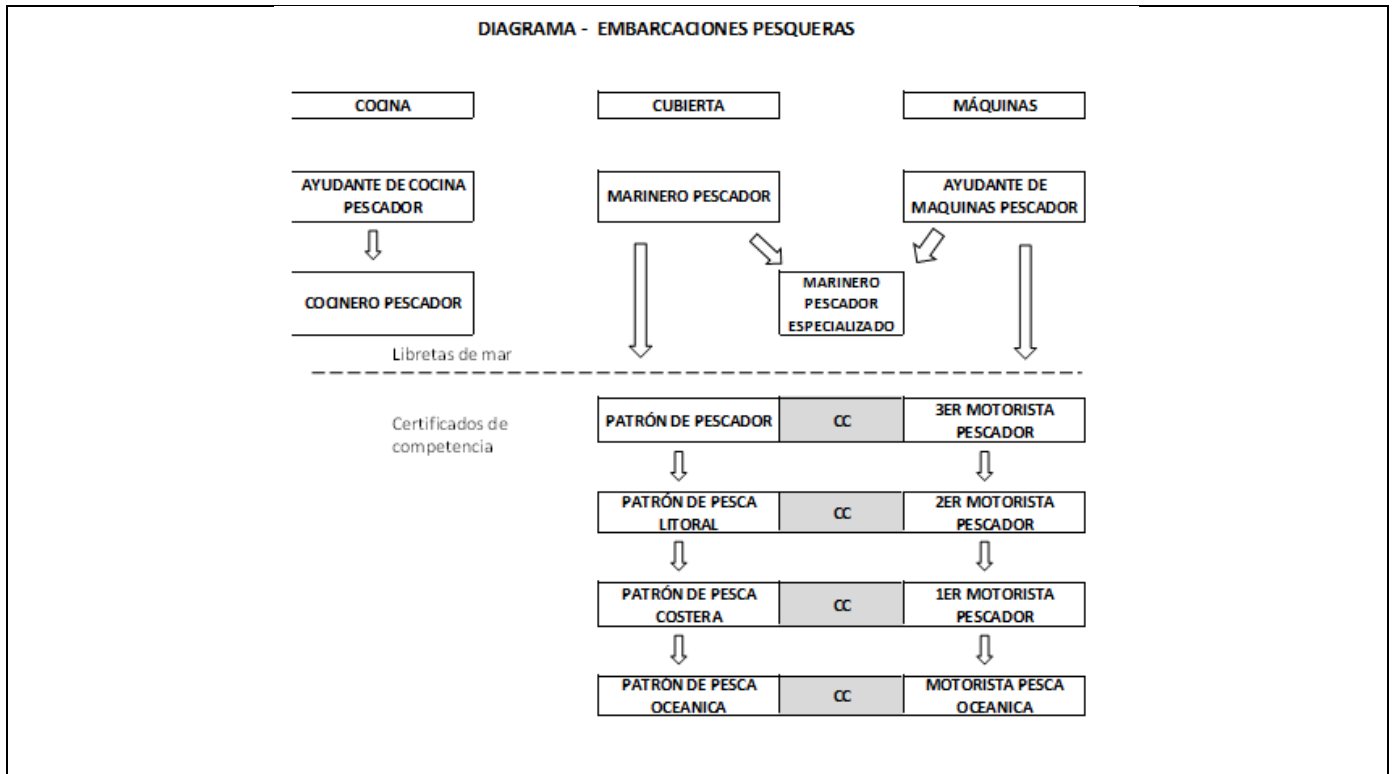 DIAGRAMA - EMBARCACIONES PESQUERAS
COCINA
CUBIERTA
MÁQUINAS
AYUDANTE DE COCINA
PESCADOR
MARINERO PESCADOR
AYUDANTE DE
MAQUINAS PESCADOR
COCINERO PESCADOR
MARINERO
PESCADOR
ESPECIALIZADO
Libretas de mar
Certificados de
competencia
PATRÓN DE PESCADOR
CC
3ER MOTORISTA
PESCADOR
PATRÓN DE PESCA
LITORAL
CC
2ER MOTORISTA
PESCADOR
PATRÓN DE PESCA
COSTERA
CC
1ER MOTORISTA
PESCADOR
PATRÓN DE PESCA
OCEANICA
CC
MOTORISTA PESCA
OCEANICA